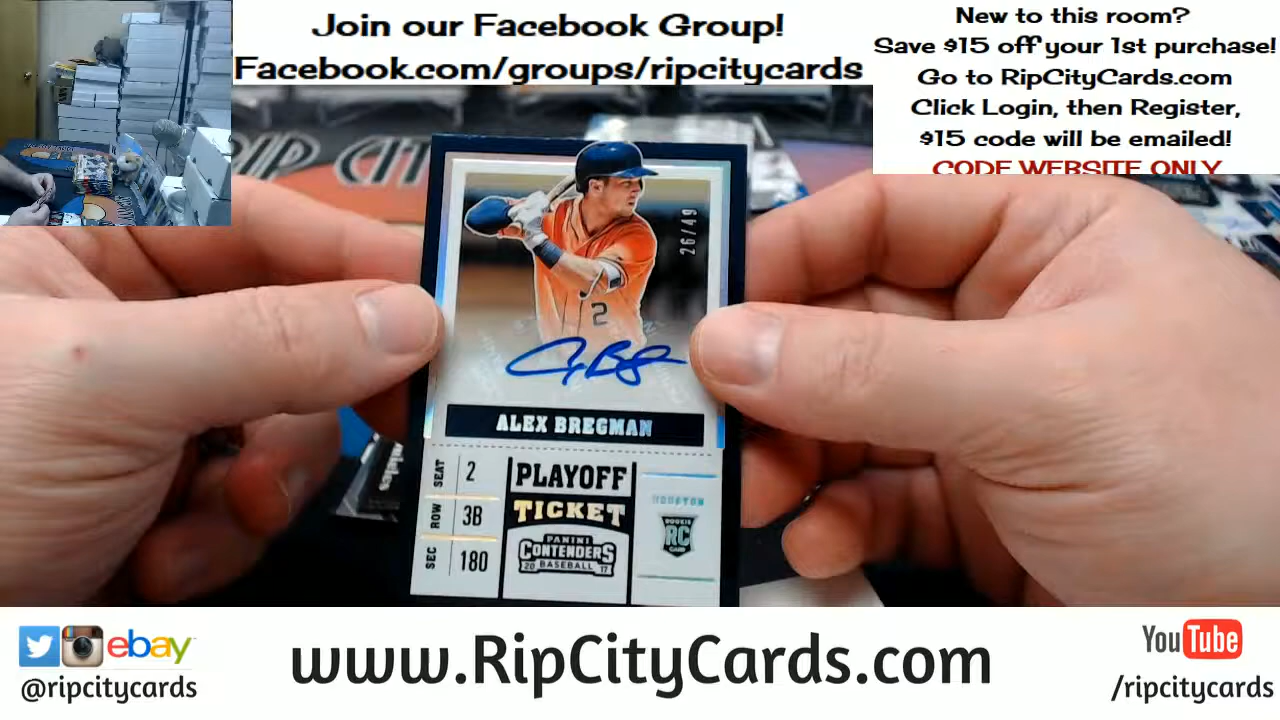 Join our Facebook Group!
Facebook.com/groups/ripcitycards
New to this room?
Save $15 off your 1st purchase!
Go to RipCityCards.com
Click Login, then Register,
$15 code will be emailed!
CODE WEBSITE ONLY
RIP CIT
26/49
2
ALEX BREGMAN
SEAT 2
ROW 3B
SEC 180
PLAYOFF
TICKET
PANINI
CONTENDERS
20 BASEBALL 17
HOUSTON
ROOKIE
RC
CARD
ebay
@ripcitycards
www.RipCityCards.com
YouTube
/ripcitycards